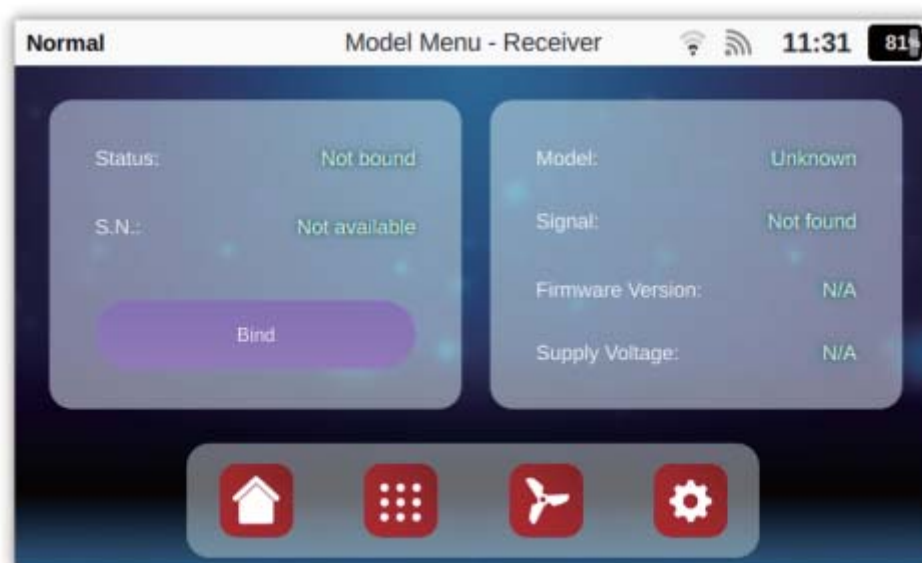 Normal Model Menu - Receiver 11:31 81%
Status: Not bound
S.N.: Not available
Bind
Model: Unknown
Signal: Not found
Firmware Version: N/A
Supply Voltage: N/A